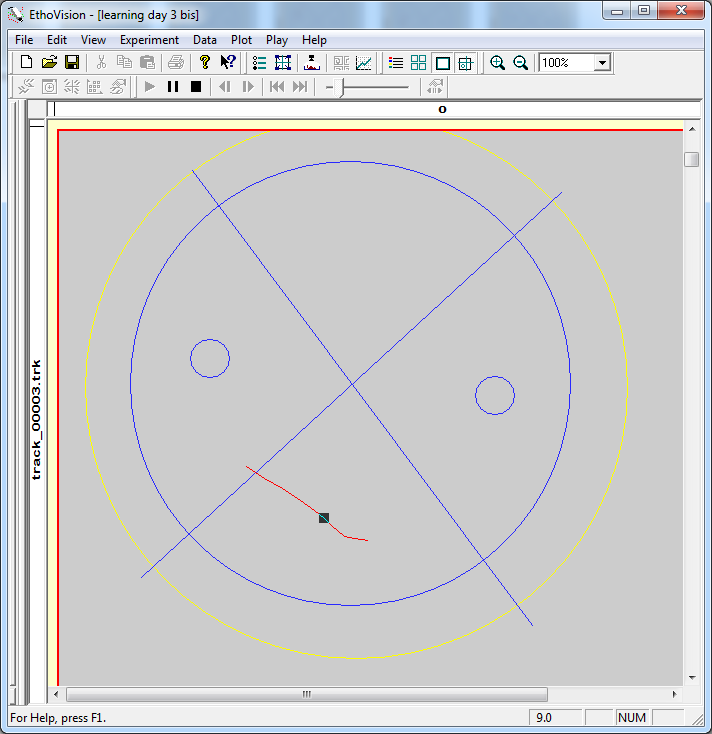 EthoVision - [learning day 3 bis]
File Edit View Experiment Data Plot Play Help
100%
0
track_00003.trk
For Help, press F1.
9.0
NUM